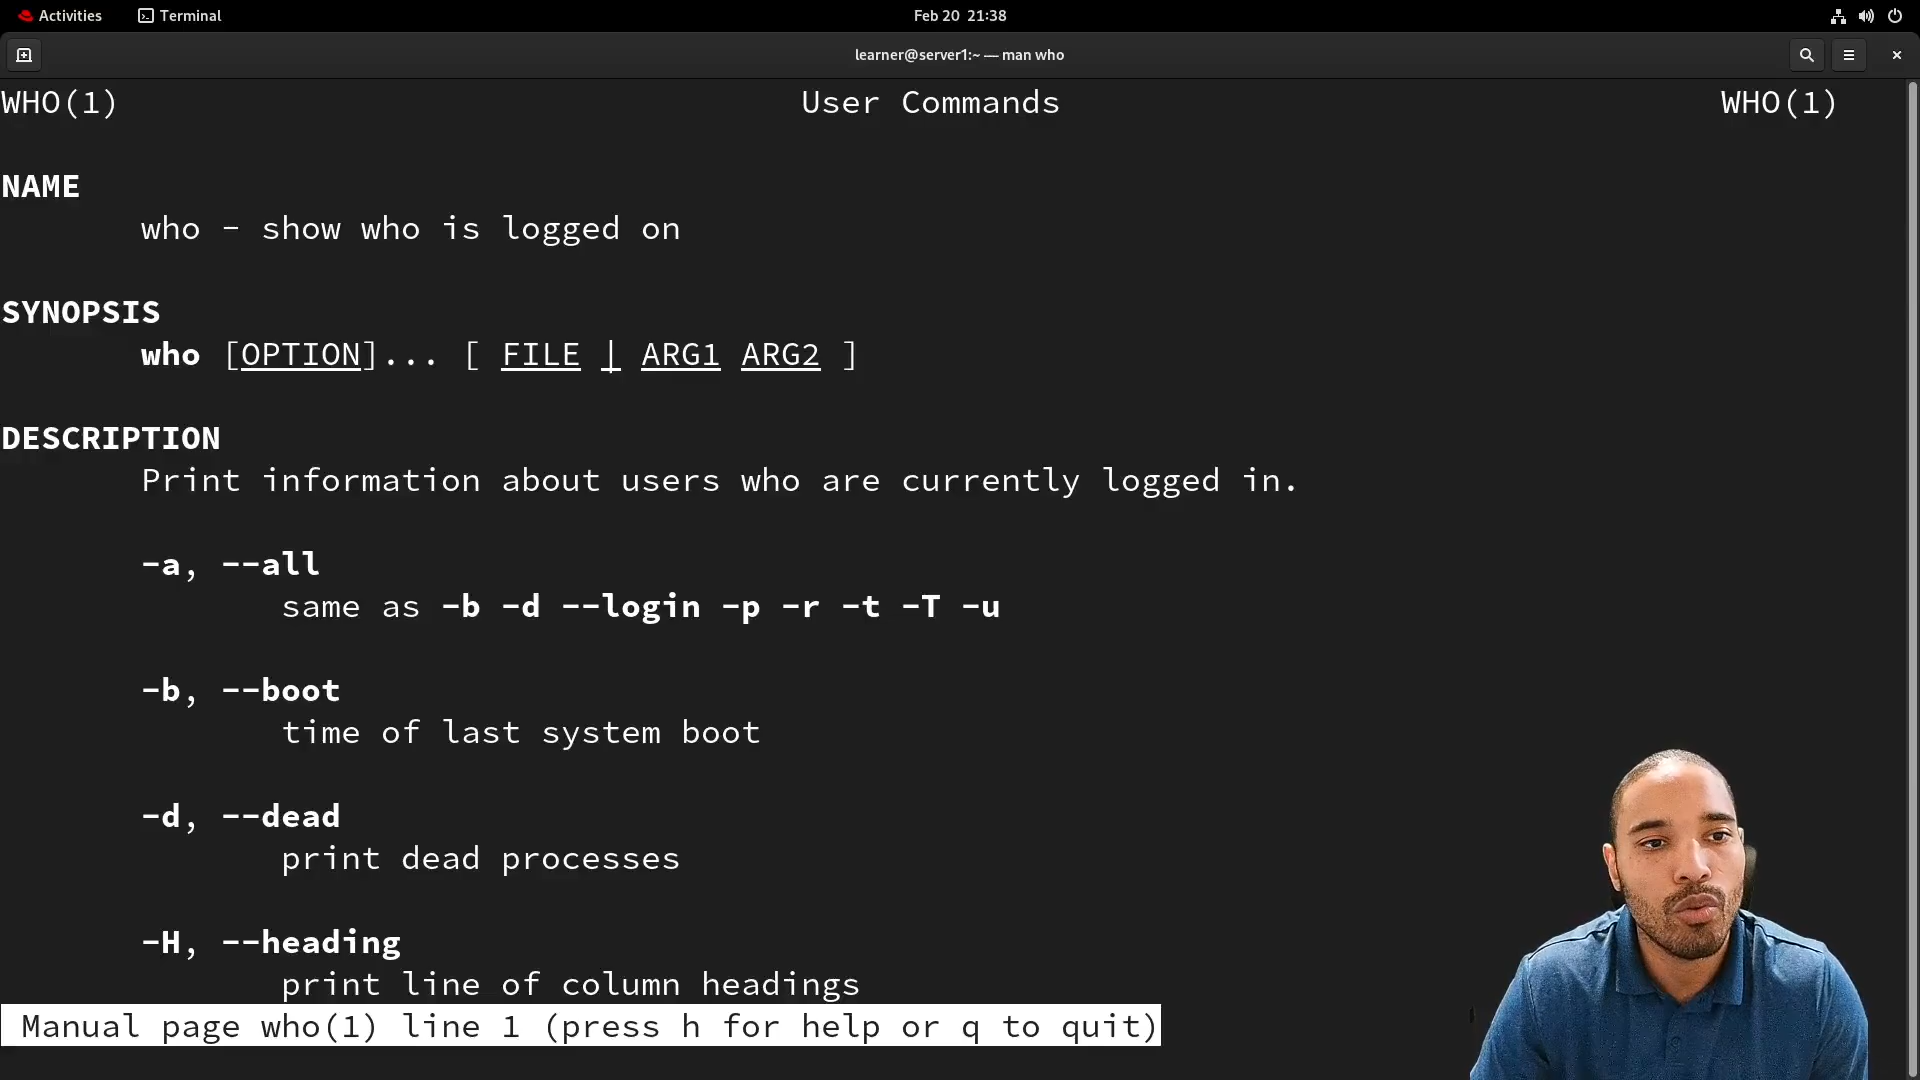 Activities Terminal Feb 20 21:38
learner@server1:~ — man who
WHO(1) User Commands WHO(1)
NAME
who - show who is logged on
SYNOPSIS
who [OPTION]... [ FILE | ARG1 ARG2 ]
DESCRIPTION
Print information about users who are currently logged in.
-a, --all
same as -b -d --login -p -r -t -T -u
-b, --boot
time of last system boot
-d, --dead
print dead processes
-H, --heading
print line of column headings
Manual page who(1) line 1 (press h for help or q to quit)